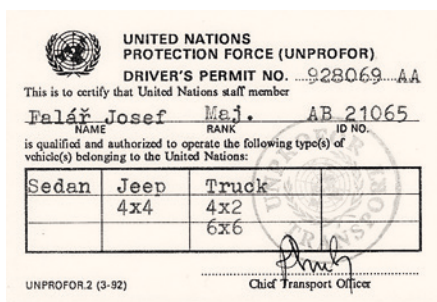 UNITED NATIONS
PROTECTION FORCE (UNPROFOR)
DRIVER'S PERMIT NO. 928069 AA
This is to certify that United Nations staff member
Falář Josef Maj. AB 21065
NAME RANK ID NO.
is qualified and authorized to operate the following type(s) of
vehicle(s) belonging to the United Nations:
Sedan Jeep Truck
4x4 4x2
6x6
UNPROFOR
TRANSPORT
Chief Transport Officer
UNPROFOR.2 (3-92)